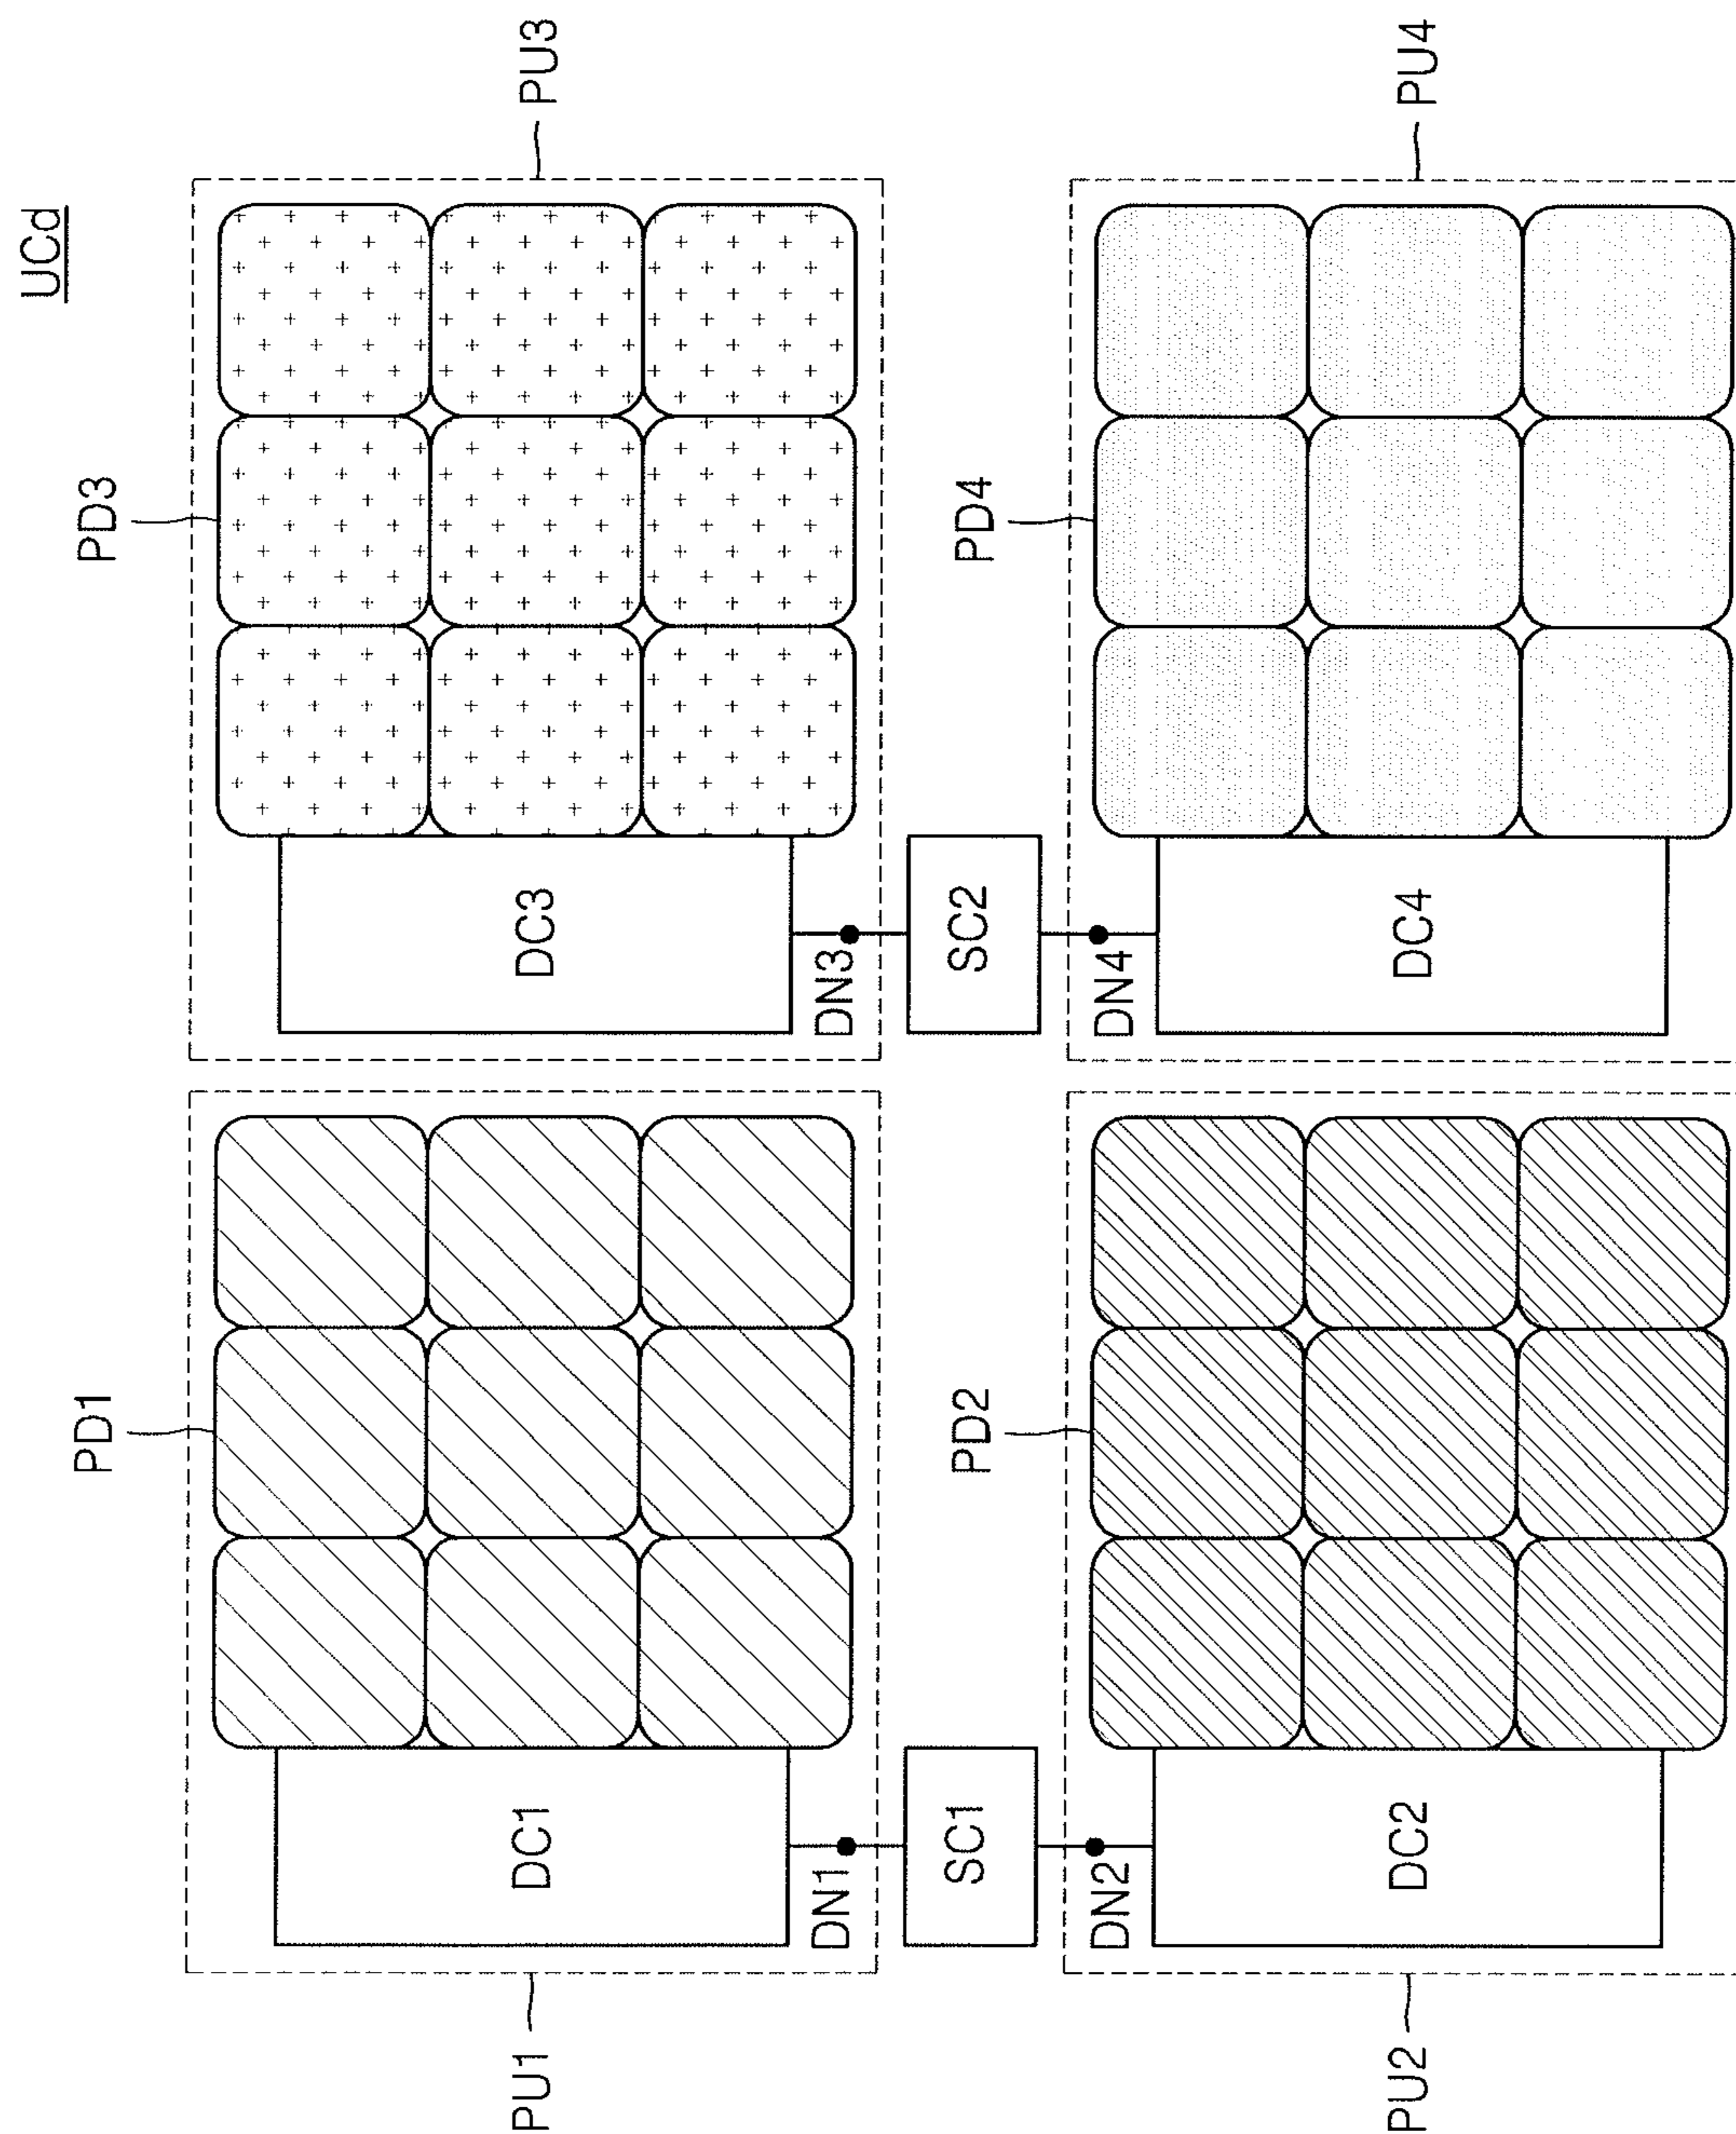 UCd
PU1
PD1
DC1
DN1
SC1
PU2
PD2
DC2
DN2
PU3
PD3
DC3
DN3
SC2
PU4
PD4
DC4
DN4